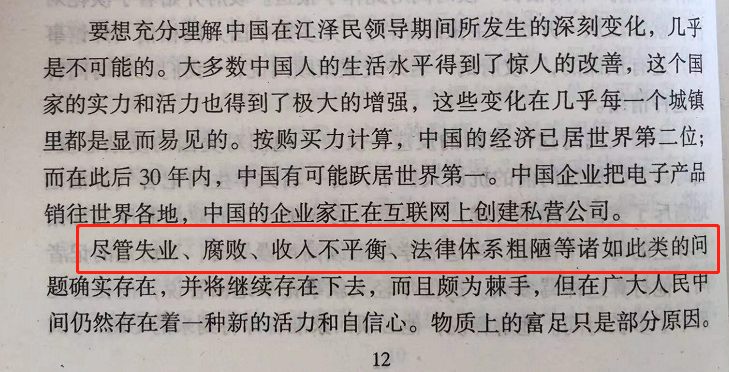 要想充分理解中国在江泽民领导期间所发生的深刻变化，几乎
是不可能的。大多数中国人的生活水平得到了惊人的改善，这个国
家的实力和活力也得到了极大的增强，这些变化在几乎每一个城镇
里都是显而易见的。按购买力计算，中国的经济已居世界第二位；
而在此后 30 年内，中国有可能跃居世界第一。中国企业把电子产品
销往世界各地，中国的企业家正在互联网上创建私营公司。
尽管失业、腐败、收入不平衡、法律体系粗陋等诸如此类的问
题确实存在，并将继续存在下去，而且颇为棘手，但在广大人民中
间仍然存在着一种新的活力和自信心。物质上的富足只是部分原因。
12